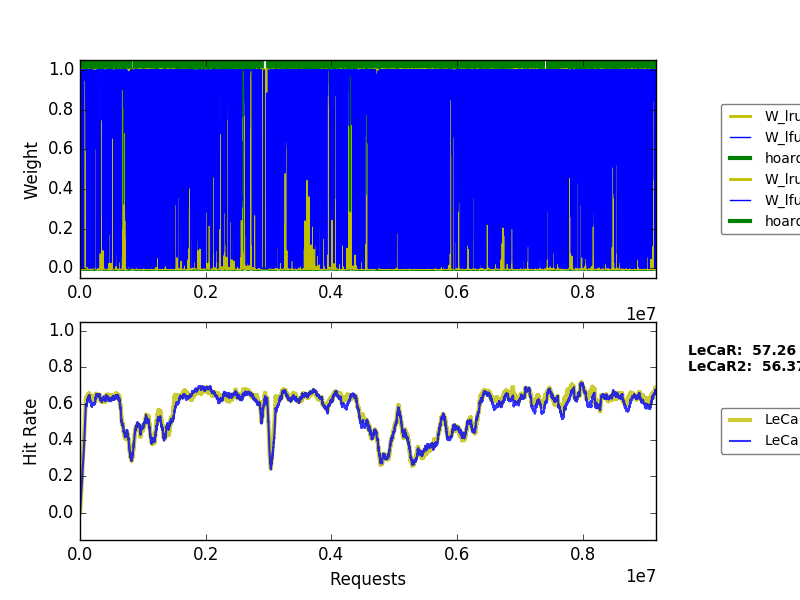 1.0
0.8
0.6
0.4
0.2
0.0
Weight
0.0 0.2 0.4 0.6 0.8
1e7
W_lru
W_lfu
hoard
W_lru
W_lfu
hoard
1.0
0.8
0.6
0.4
0.2
0.0
Hit Rate
0.0 0.2 0.4 0.6 0.8
1e7
Requests
LeCaR: 57.26
LeCaR2: 56.37
LeCa
LeCa